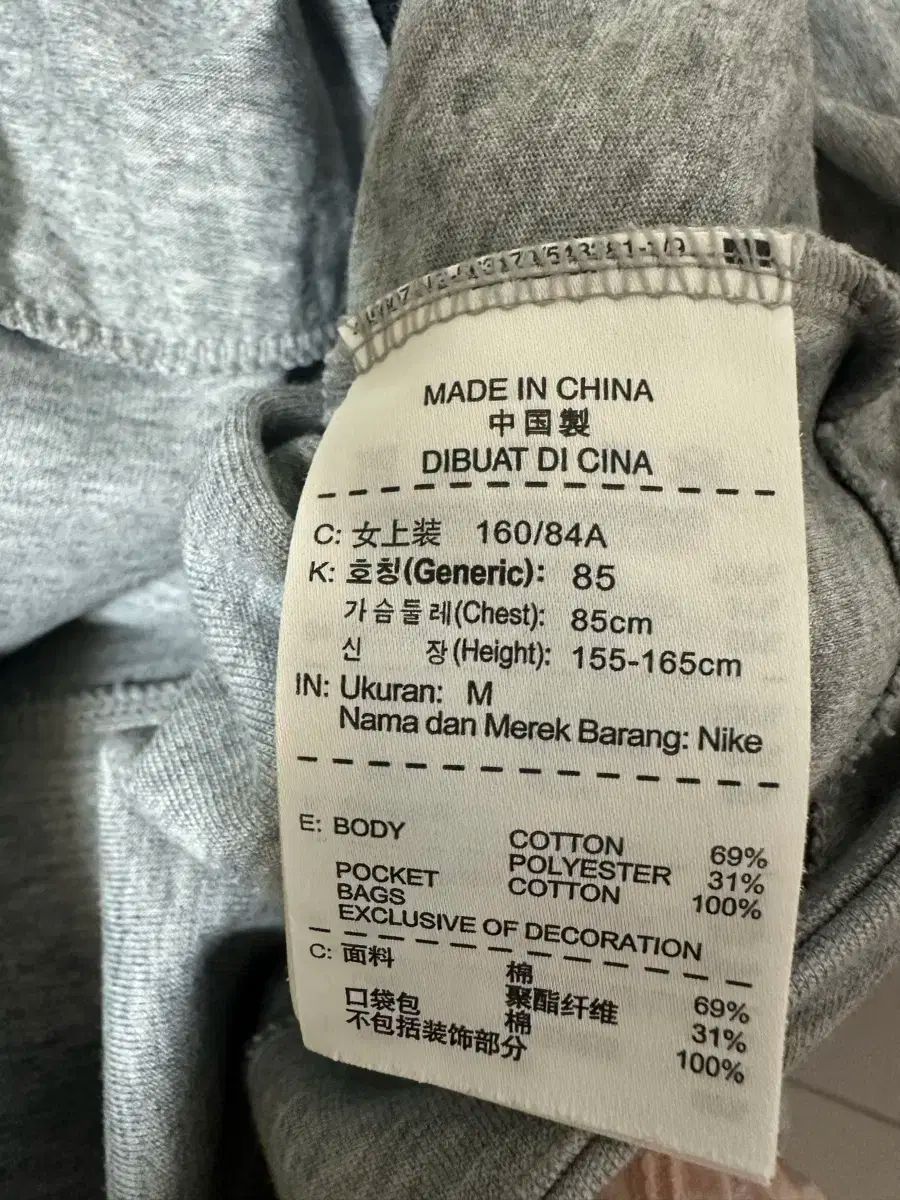 MADE IN CHINA
中国製
DIBUAT DI CINA
C: 女上装 160/84A
K: 호칭(Generic): 85
가슴둘레(Chest): 85cm
신 장(Height): 155-165cm
IN: Ukuran: M
Nama dan Merek Barang: Nike
E: BODY COTTON 69%
POLYESTER 31%
POCKET BAGS COTTON 100%
EXCLUSIVE OF DECORATION
C: 面料 棉 69%
聚酯纤维 31%
口袋包 棉 100%
不包括装饰部分